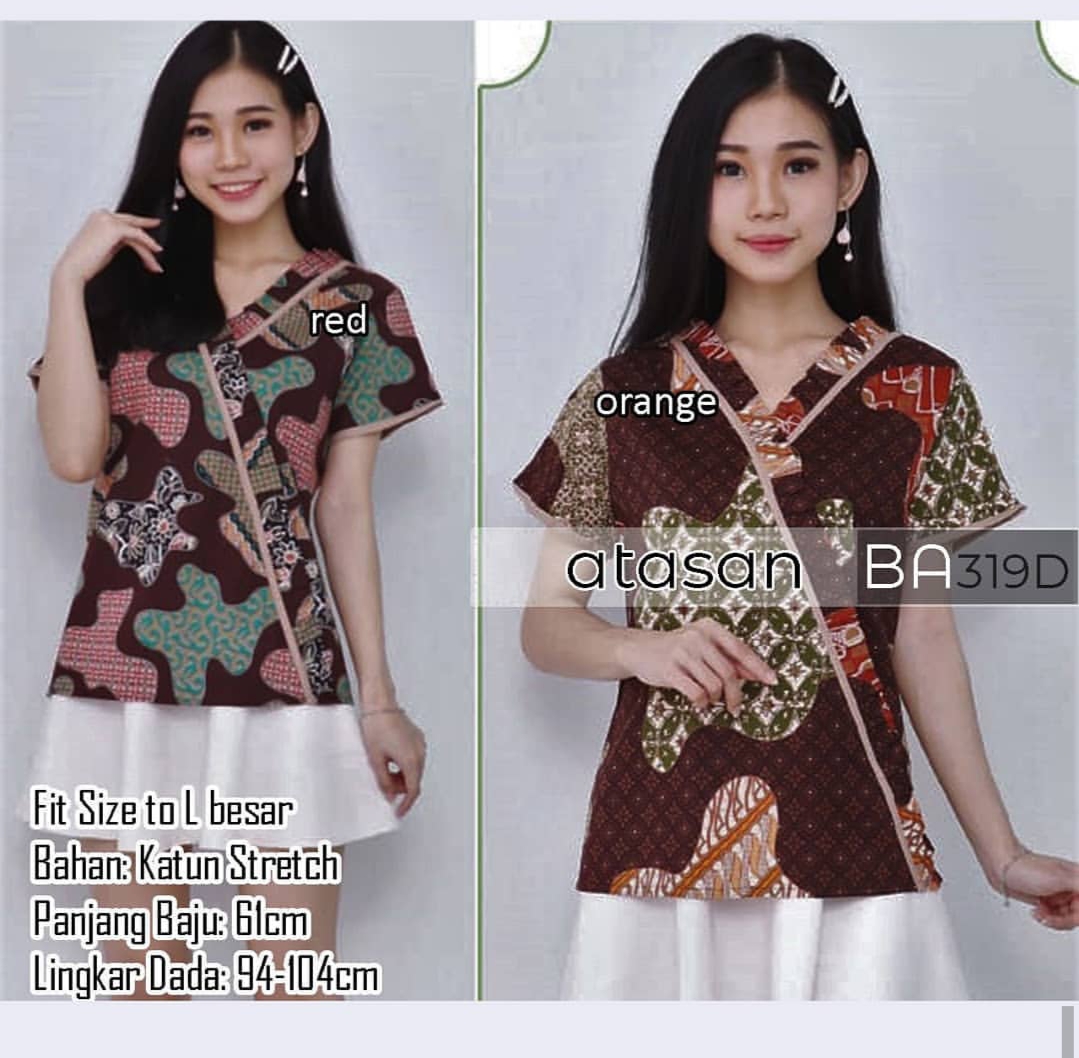 red
orange
atasan BA319D
Fit Size to L besar
Bahan: Katun Stretch
Panjang Baju: 61cm
Lingkar Dada: 94-104cm